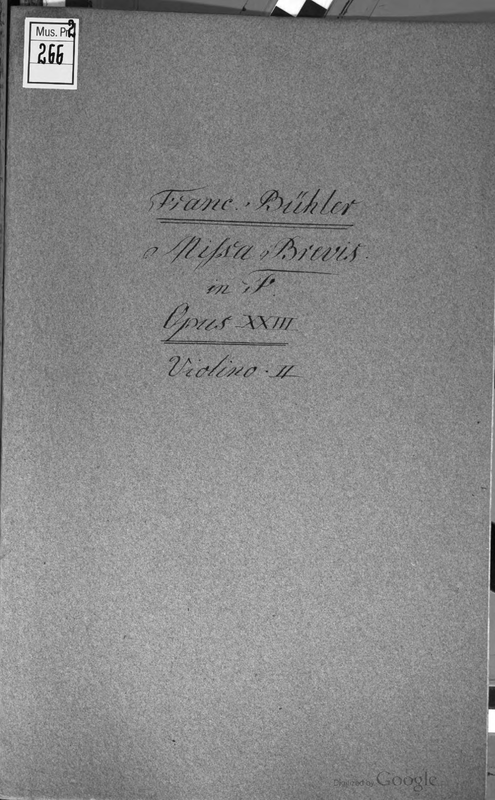 Mus. Pr. 2
266
Franc. Bühler
Missa Brevis.
in F.
Opus XXIII
Violino. II
Digitized by Google